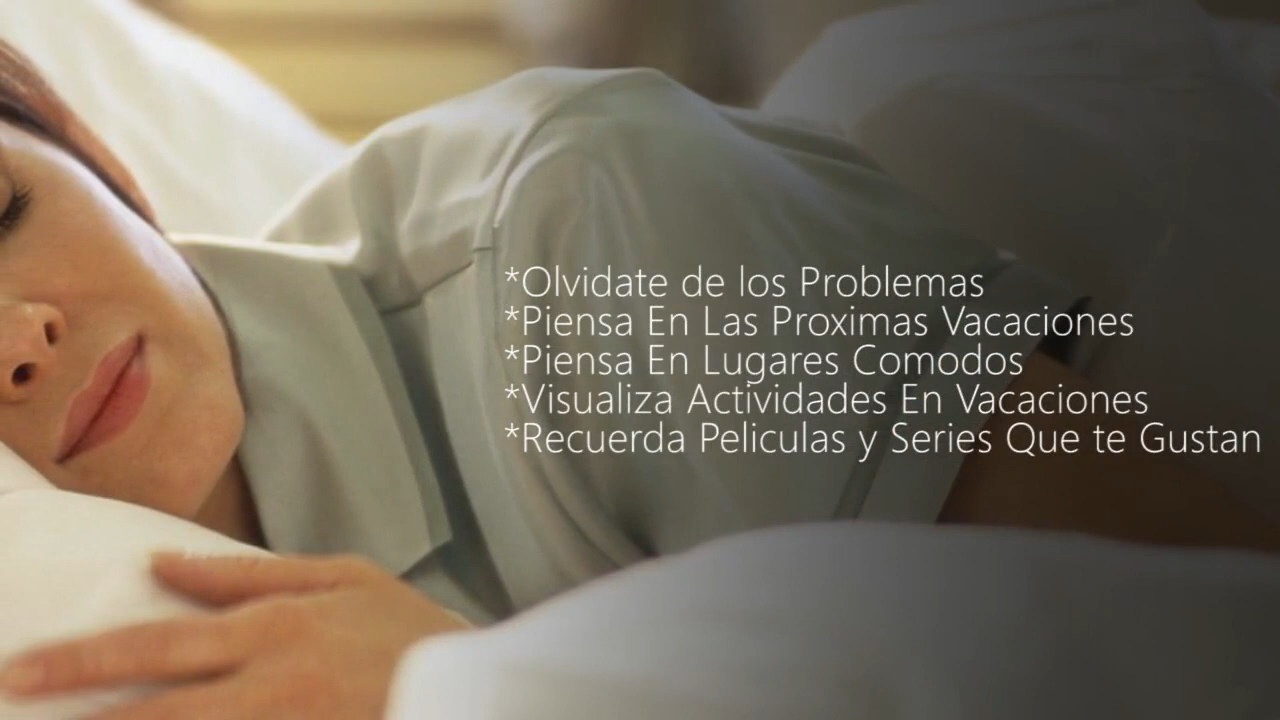 *Olvidate de los Problemas
*Piensa En Las Proximas Vacaciones
*Piensa En Lugares Comodos
*Visualiza Actividades En Vacaciones
*Recuerda Peliculas y Series Que te Gustan